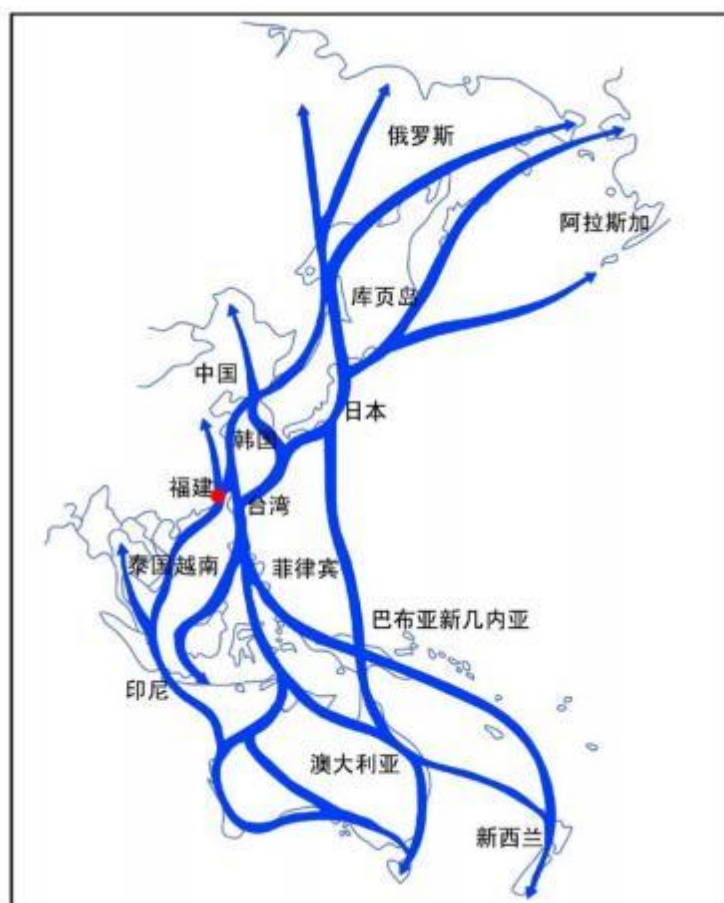 俄罗斯
阿拉斯加
库页岛
中国
日本
韩国
福建
台湾
泰国越南
菲律宾
巴布亚新几内亚
印尼
澳大利亚
新西兰